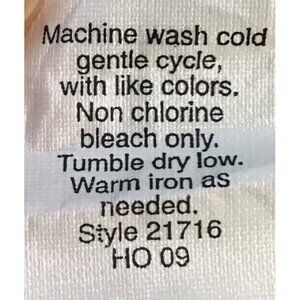 Machine wash cold
gentle cycle,
with like colors.
Non chlorine
bleach only.
Tumble dry low.
Warm iron as
needed.
Style 21716
HO 09